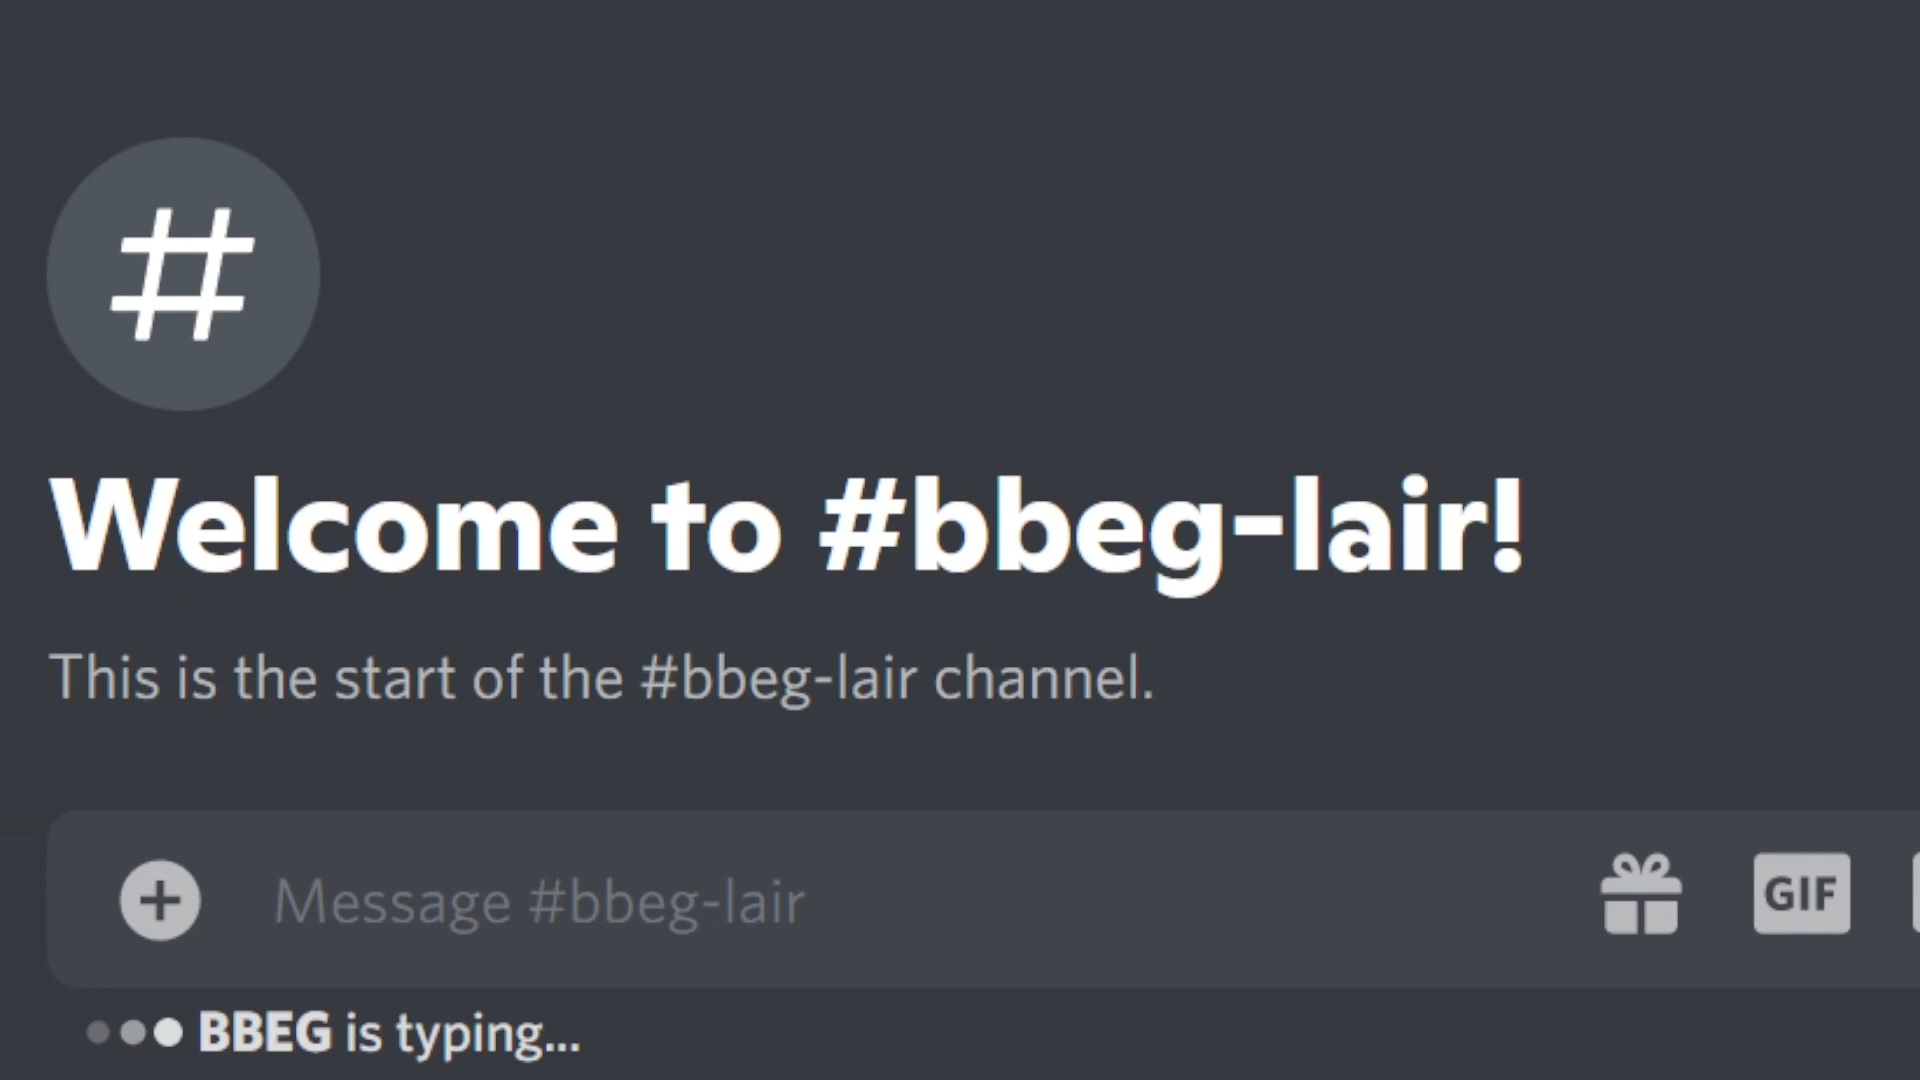 #
Welcome to #bbeg-lair!
This is the start of the #bbeg-lair channel.
Message #bbeg-lair
GIF
BBEG is typing...